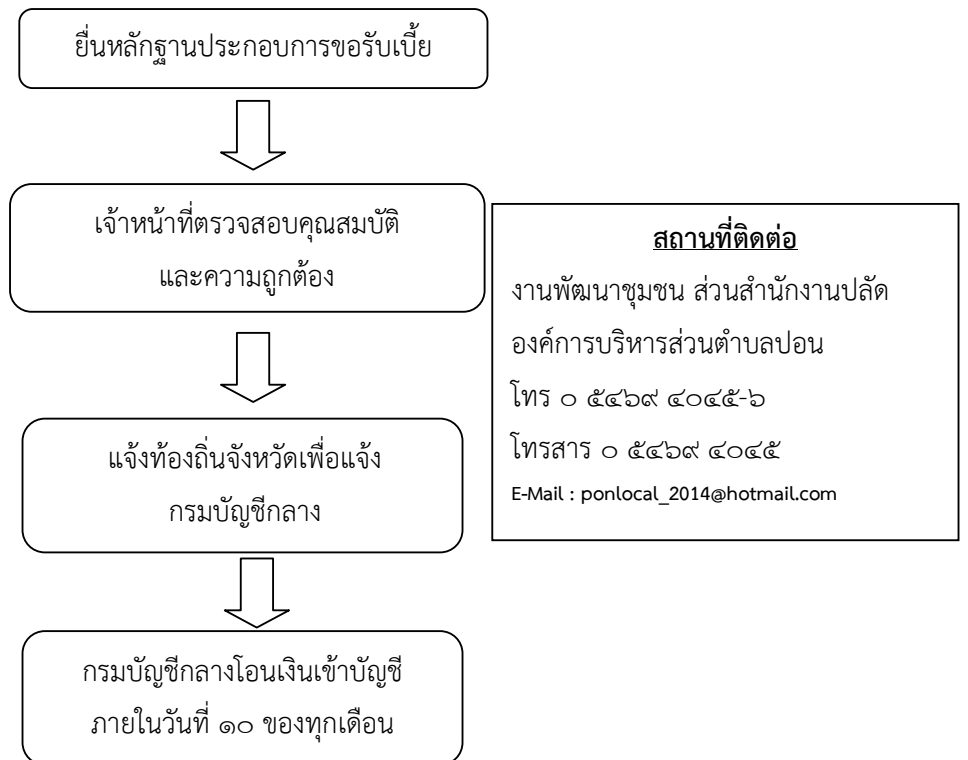 ยื่นหลักฐานประกอบการขอรับเบี้ย
เจ้าหน้าที่ตรวจสอบคุณสมบัติ
และความถูกต้อง
แจ้งท้องถิ่นจังหวัดเพื่อแจ้ง
กรมบัญชีกลาง
กรมบัญชีกลางโอนเงินเข้าบัญชี
ภายในวันที่ ๑๐ ของทุกเดือน
สถานที่ติดต่อ
งานพัฒนาชุมชน ส่วนสำนักงานปลัด
องค์การบริหารส่วนตำบลปอน
โทร ๐ ๕๔๖๙ ๔๐๔๕-๖
โทรสาร ๐ ๕๔๖๙ ๔๐๔๕
E-Mail : ponlocal_2014@hotmail.com